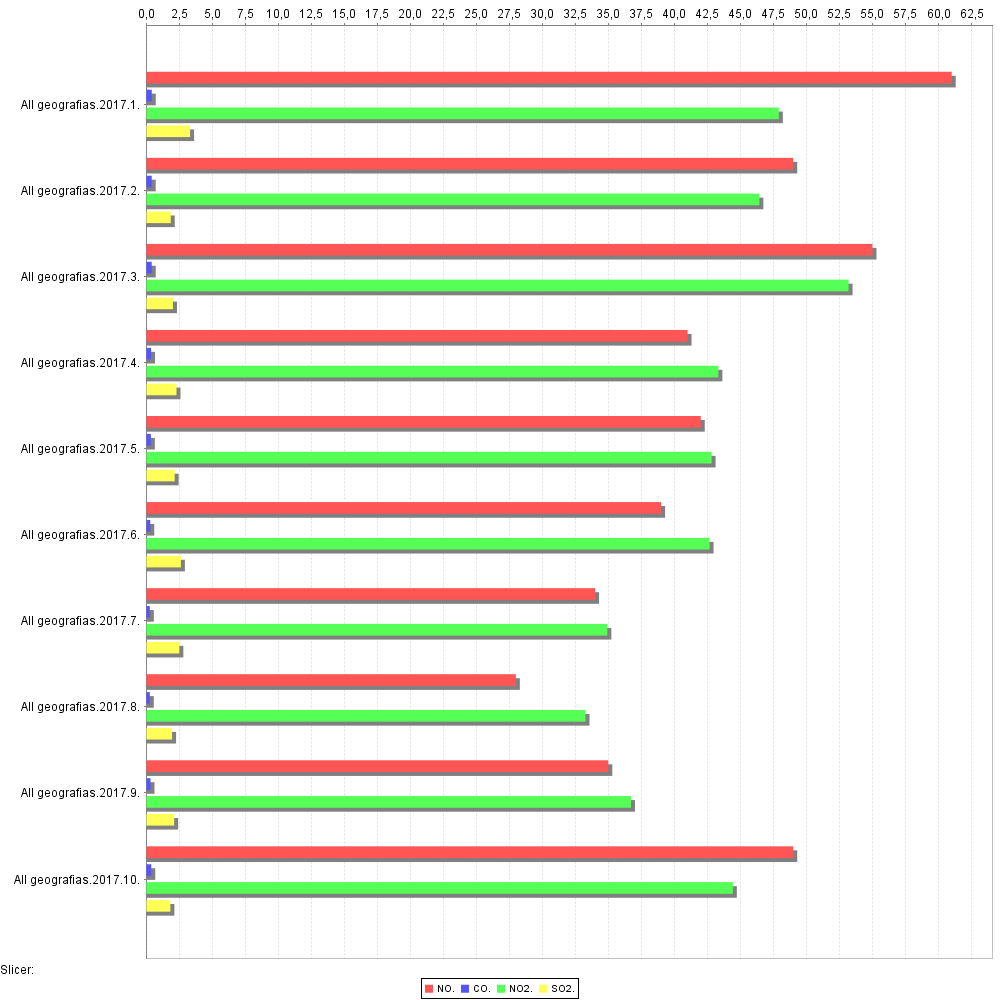 0,0 2,5 5,0 7,5 10,0 12,5 15,0 17,5 20,0 22,5 25,0 27,5 30,0 32,5 35,0 37,5 40,0 42,5 45,0 47,5 50,0 52,5 55,0 57,5 60,0 62,5
All geografias.2017.1.
All geografias.2017.2.
All geografias.2017.3.
All geografias.2017.4.
All geografias.2017.5.
All geografias.2017.6.
All geografias.2017.7.
All geografias.2017.8.
All geografias.2017.9.
All geografias.2017.10.
Slicer:
NO. CO. NO2. SO2.